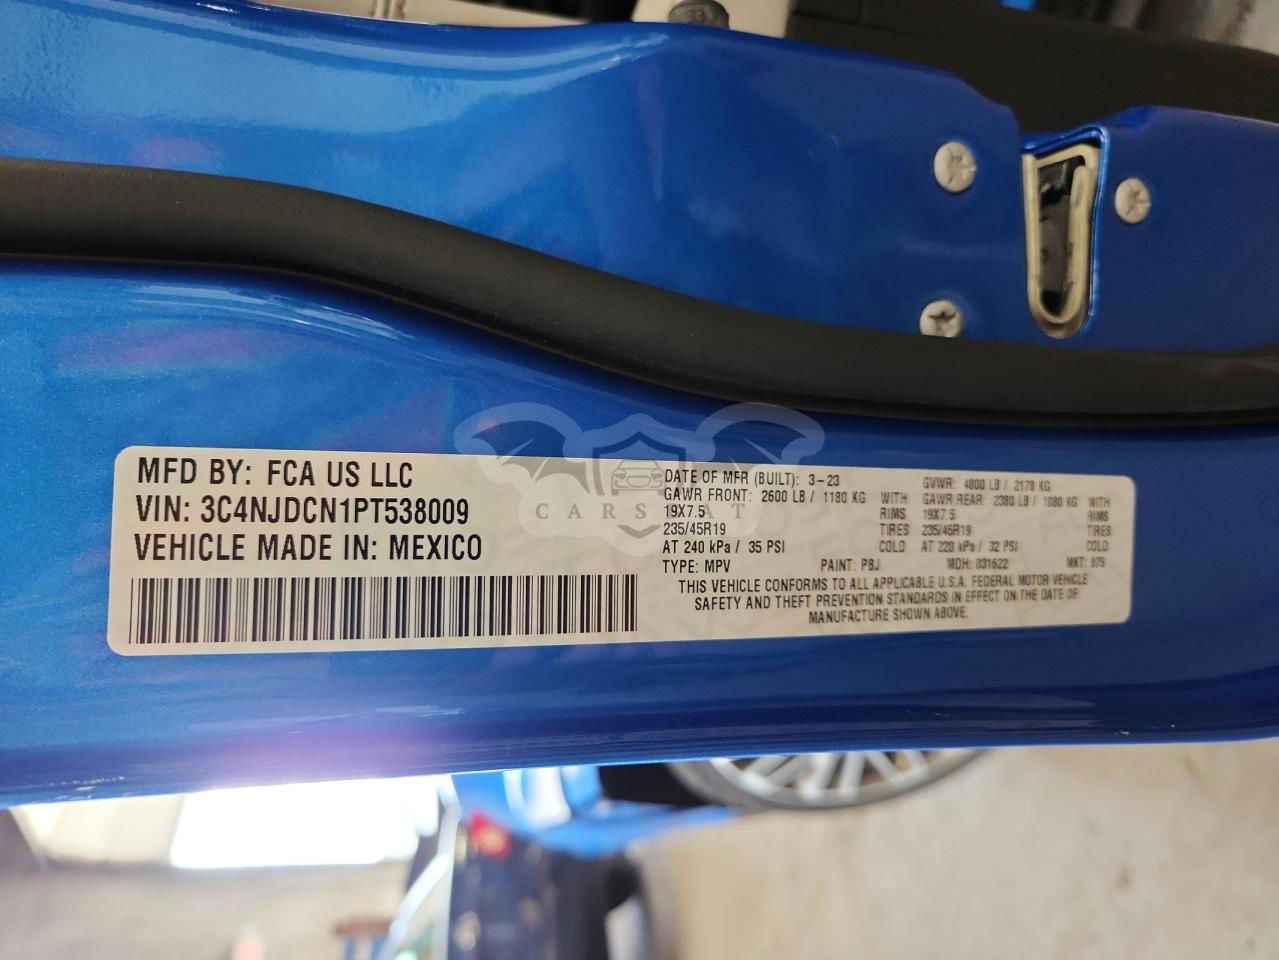 MFD BY: FCA US LLC
VIN: 3C4NJDCN1PT538009
VEHICLE MADE IN: MEXICO
DATE OF MFR (BUILT): 3-23 GVWR: 4800 LB / 2178 KG
GAWR FRONT: 2600 LB / 1180 KG WITH GAWR REAR: 2380 LB / 1080 KG WITH
19X7.5 RIMS 19X7.5 RIMS
235/45R19 TIRES 235/45R19 TIRES
AT 240 kPa / 35 PSI COLD AT 220 kPa / 32 PSI COLD
TYPE: MPV PAINT: PBJ MDH: 031622 MKT: 875
THIS VEHICLE CONFORMS TO ALL APPLICABLE U.S.A. FEDERAL MOTOR VEHICLE
SAFETY AND THEFT PREVENTION STANDARDS IN EFFECT ON THE DATE OF
MANUFACTURE SHOWN ABOVE.